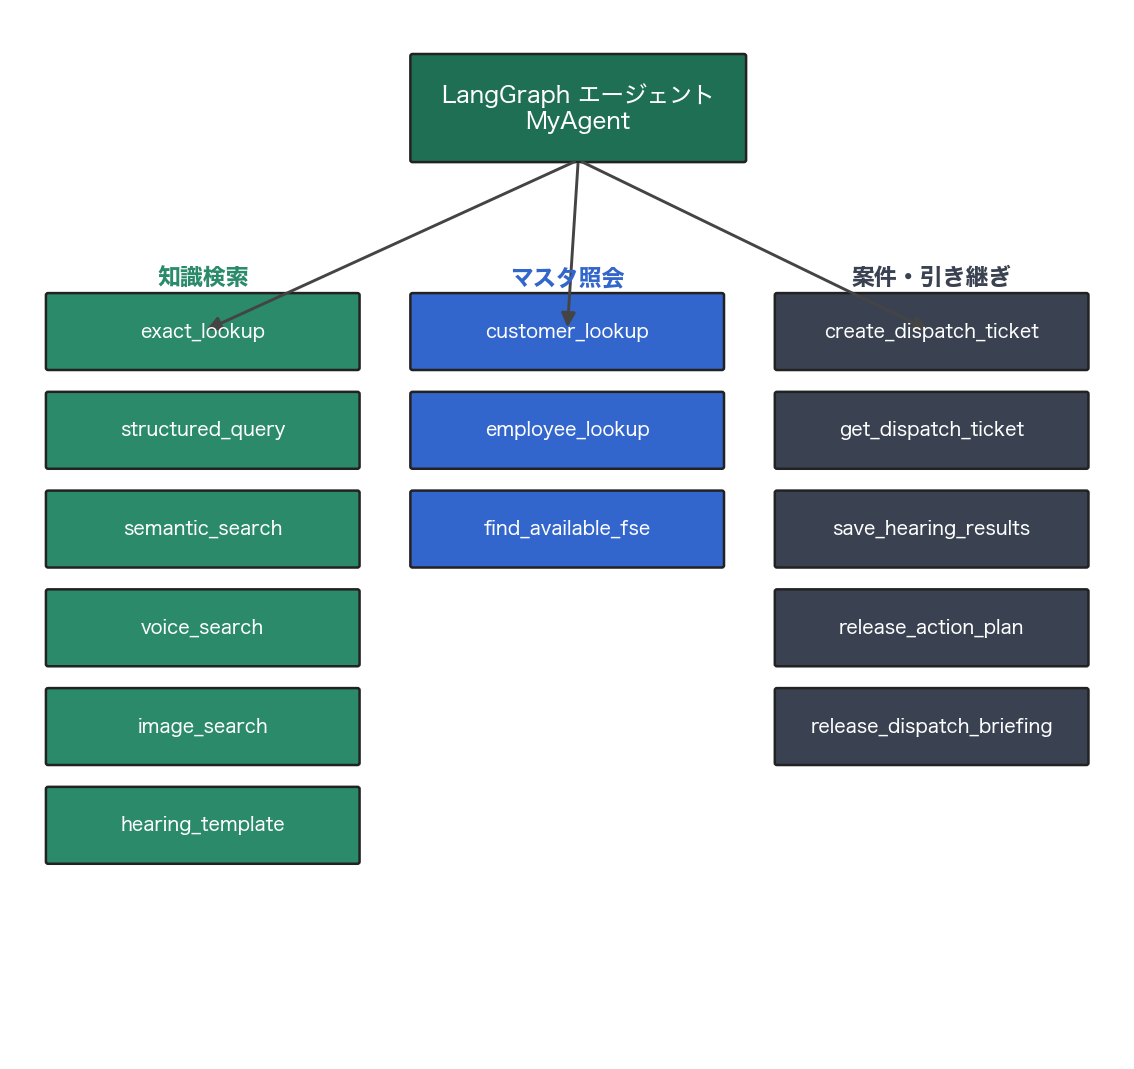 LangGraph エージェント
MyAgent
知識検索
exact_lookup
structured_query
semantic_search
voice_search
image_search
hearing_template
マスタ照会
customer_lookup
employee_lookup
find_available_fse
案件・引き継ぎ
create_dispatch_ticket
get_dispatch_ticket
save_hearing_results
release_action_plan
release_dispatch_briefing